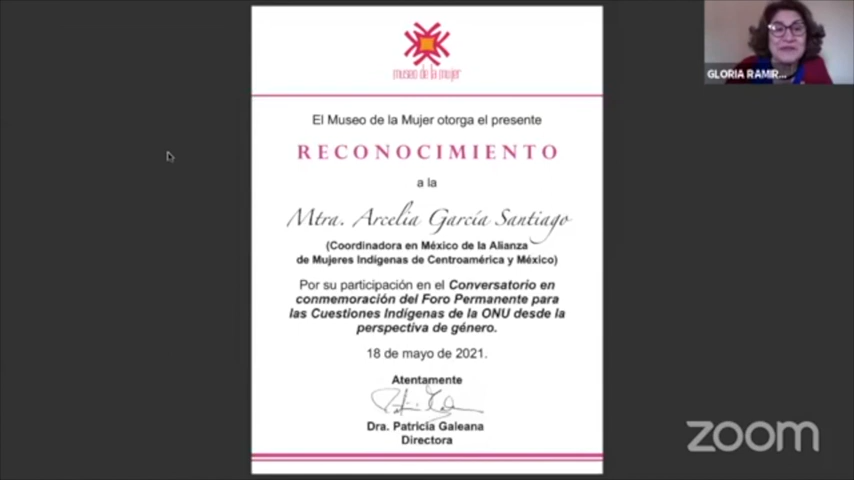 museo de la mujer
El Museo de la Mujer otorga el presente
RECONOCIMIENTO
a la
Mtra. Arcelia García Santiago
(Coordinadora en México de la Alianza
de Mujeres Indígenas de Centroamérica y México)
Por su participación en el Conversatorio en
conmemoración del Foro Permanente para
las Cuestiones Indígenas de la ONU desde la
perspectiva de género.
18 de mayo de 2021.
Atentamente
Dra. Patricia Galeana
Directora
GLORIA RAMIR...
zoom